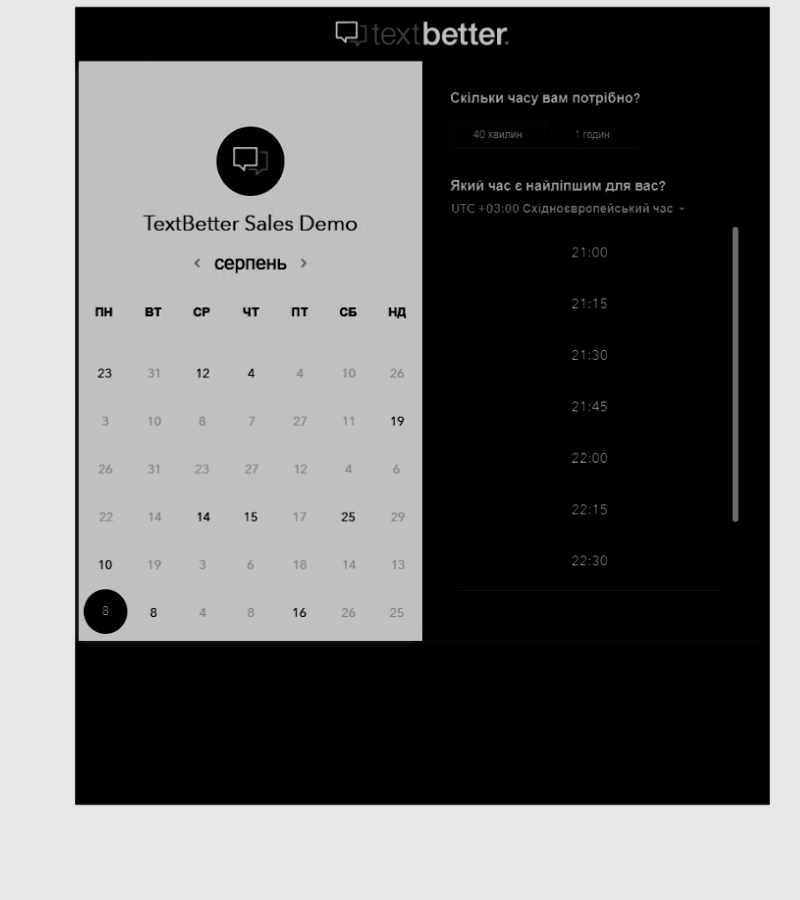 textbetter.
TextBetter Sales Demo
< серпень >
ПН ВТ СР ЧТ ПТ СБ НД
23 31 12 4 4 10 26
3 10 8 7 27 11 19
26 31 23 27 12 4 6
22 14 14 15 17 25 29
10 19 3 6 18 14 13
8 8 4 8 16 26 25
Скільки часу вам потрібно?
40 хвилин 1 годин
Який час є найліпшим для вас?
UTC +03:00 Східноєвропейський час
21:00
21:15
21:30
21:45
22:00
22:15
22:30